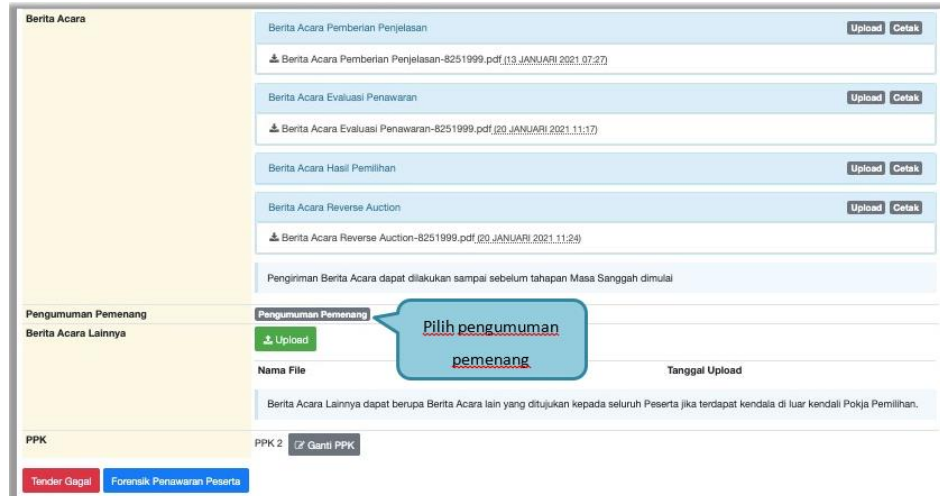 Berita Acara
Berita Acara Pemberian Penjelasan
Upload Cetak
Berita Acara Pemberian Penjelasan-8251999.pdf (13 JANUARI 2021 07:27)
Berita Acara Evaluasi Penawaran
Upload Cetak
Berita Acara Evaluasi Penawaran-8251999.pdf (20 JANUARI 2021 11:17)
Berita Acara Hasil Pemilihan
Upload Cetak
Berita Acara Reverse Auction
Upload Cetak
Berita Acara Reverse Auction-8251999.pdf (20 JANUARI 2021 11:24)
Pengiriman Berita Acara dapat dilakukan sampai sebelum tahapan Masa Sanggah dimulai
Pengumuman Pemenang
Pengumuman Pemenang
Pilih pengumuman
pemenang
Berita Acara Lainnya
Upload
Nama File
Tanggal Upload
Berita Acara Lainnya dapat berupa Berita Acara lain yang ditujukan kepada seluruh Peserta jika terdapat kendala di luar kendali Pokja Pemilihan.
PPK
PPK 2 Ganti PPK
Tender Gagal
Forensik Penawaran Peserta